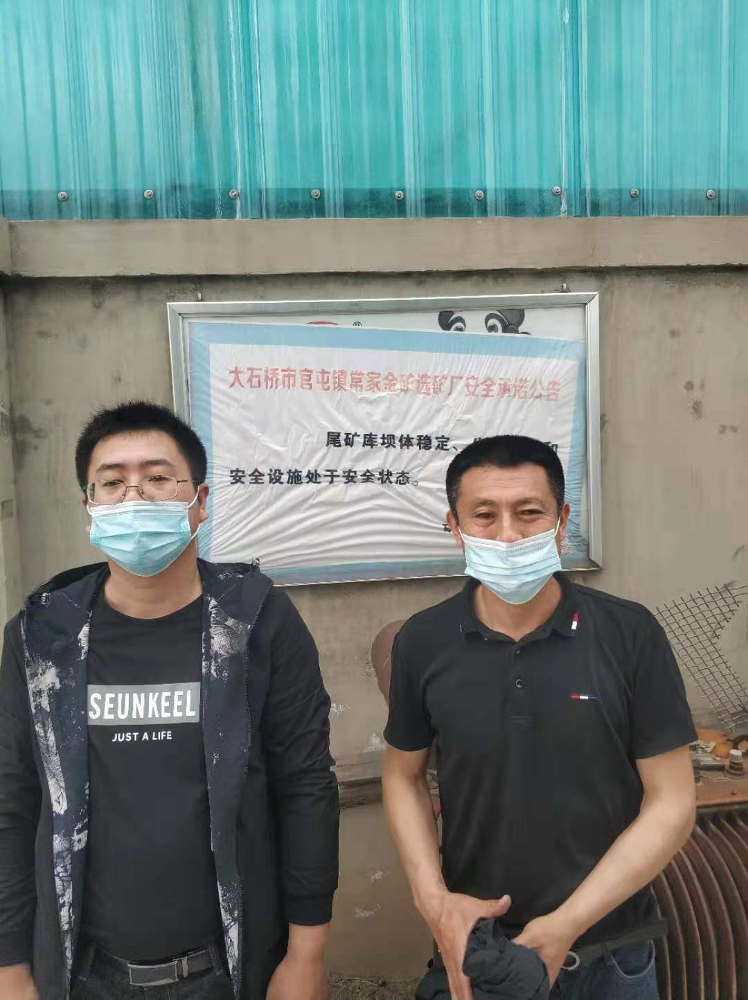 ®
大石桥市官屯镇常家金矿选矿厂安全承诺公告
尾矿库坝体稳定、
和
安全设施处于安全状态。
SEUNKEEL
JUST A LIFE